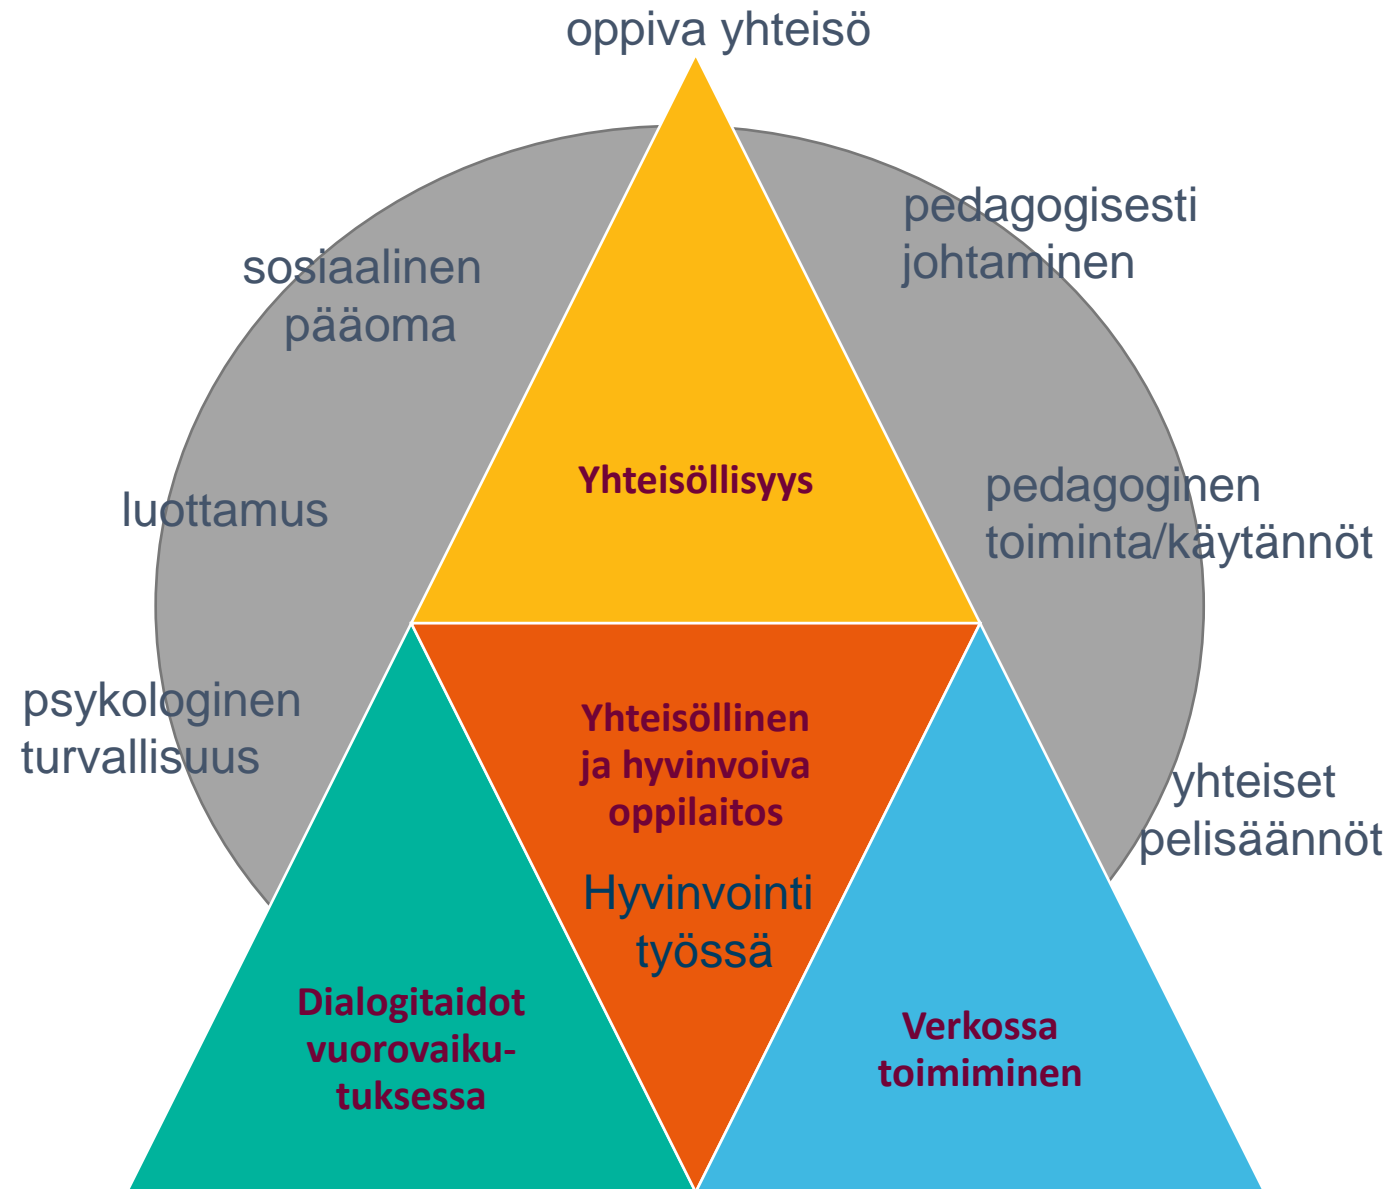 oppiva yhteisö
pedagogisesti
johtaminen
sosiaalinen
pääoma
Yhteisöllisyys
pedagoginen
toiminta/käytännöt
luottamus
psykologinen
turvallisuus
Yhteisöllinen
ja hyvinvoiva
oppilaitos
yhteiset
pelisäännöt
Hyvinvointi
työssä
Dialogitaidot
vuorovaiku-
tuksessa
Verkossa
toimiminen